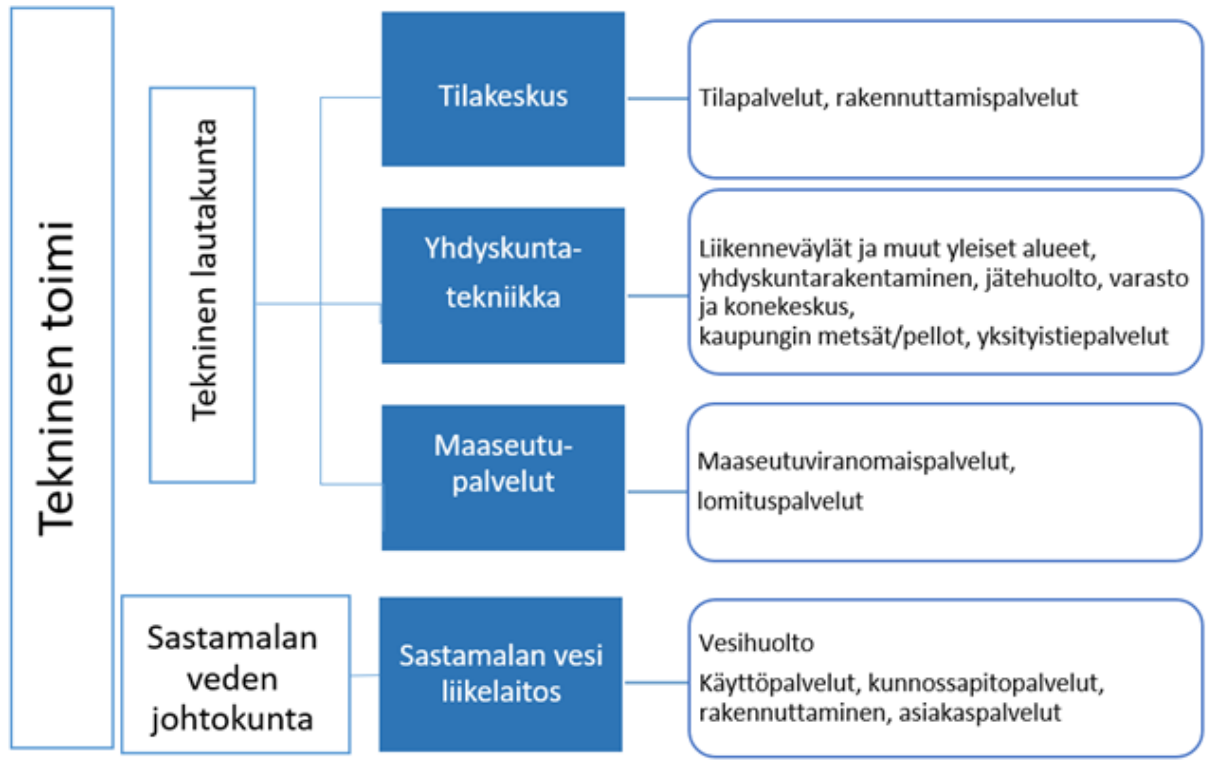 Tekninen toimi
Tekninen lautakunta
Tilakeskus
Tilapalvelut, rakennuttamispalvelut
Yhdyskunta-
tekniikka
Liikenneväylät ja muut yleiset alueet,
yhdyskuntarakentaminen, jätehuolto, varasto
ja konekeskus,
kaupungin metsät/pellot, yksityistiepalvelut
Maaseutu-
palvelut
Maaseutuviranomaispalvelut,
lomituspalvelut
Sastamalan
veden
johtokunta
Sastamalan vesi
liikelaitos
Vesihuolto
Käyttöpalvelut, kunnossapitopalvelut,
rakennuttaminen, asiakaspalvelut